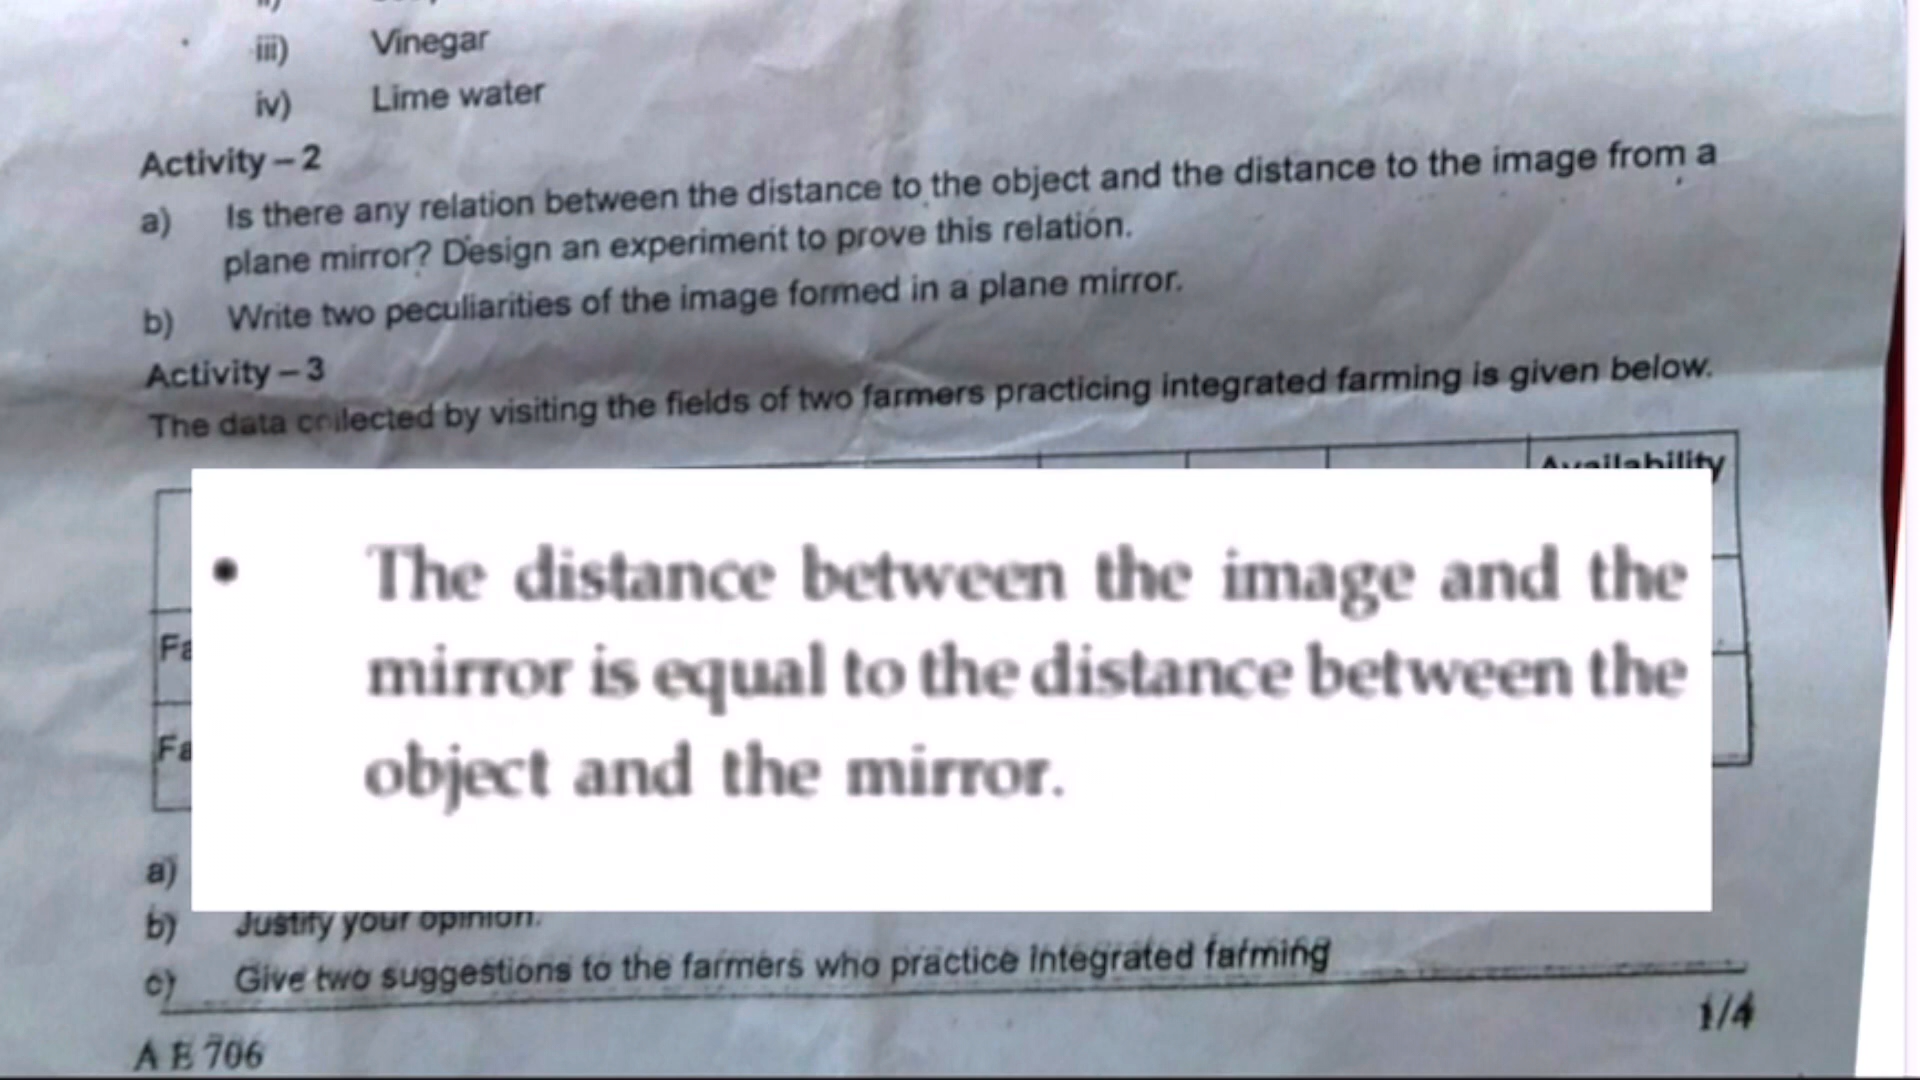 iii) Vinegar
iv) Lime water
Activity – 2
a) Is there any relation between the distance to the object and the distance to the image from a
plane mirror? Design an experiment to prove this relation.
b) Write two peculiarities of the image formed in a plane mirror.
Activity – 3
The data collected by visiting the fields of two farmers practicing integrated farming is given below.
Availability
• The distance between the image and the
mirror is equal to the distance between the
object and the mirror.
Fa
Fa
a)
b) Justify your opinion.
c) Give two suggestions to the farmers who practice integrated farming
1/4
A E 706